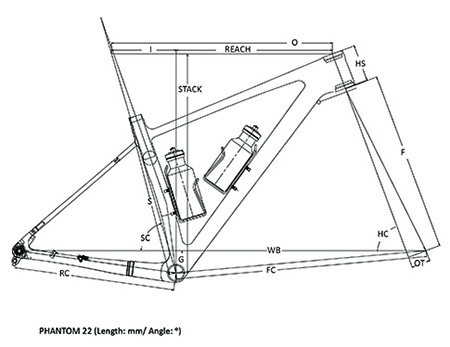 O
I REACH
HS
STACK
F
S
SC
HC
WB
G
FC
OT
RC
PHANTOM 22 (Length: mm/ Angle: °)